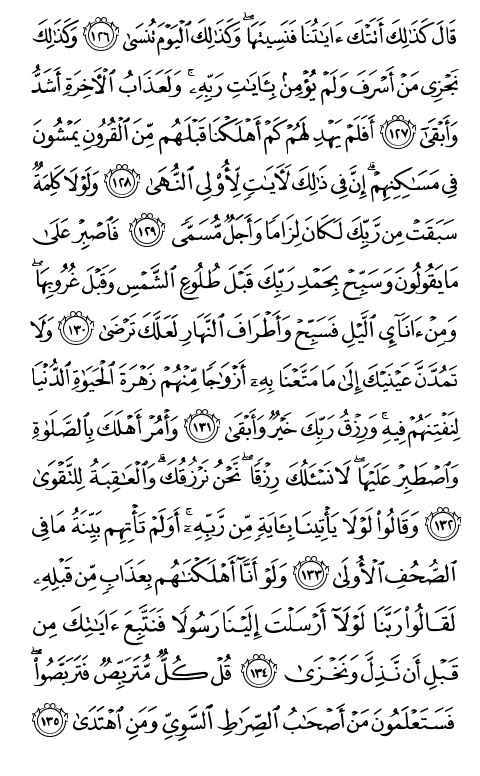 قَالَ كَذَٰلِكَ أَتَتۡكَ ءَايَٰتُنَا فَنَسِيتَهَاۖ وَكَذَٰلِكَ ٱلۡيَوۡمَ تُنسَىٰ ١٢٦ وَكَذَٰلِكَ
نَجۡزِي مَنۡ أَسۡرَفَ وَلَمۡ يُؤۡمِنۢ بِـَٔايَٰتِ رَبِّهِۦۚ وَلَعَذَابُ ٱلۡأٓخِرَةِ أَشَدُّ
وَأَبۡقَىٰٓ ١٢٧ أَفَلَمۡ يَهۡدِ لَهُمۡ كَمۡ أَهۡلَكۡنَا قَبۡلَهُم مِّنَ ٱلۡقُرُونِ يَمۡشُونَ
فِي مَسَٰكِنِهِمۡۚ إِنَّ فِي ذَٰلِكَ لَأٓيَٰتٖ لِّأُوْلِي ٱلنُّهَىٰ ١٢٨ وَلَوۡلَا كَلِمَةٞ
سَبَقَتۡ مِن رَّبِّكَ لَكَانَ لِزَامٗا وَأَجَلٞ مُّسَمّٗى ١٢٩ فَٱصۡبِرۡ عَلَىٰ
مَا يَقُولُونَ وَسَبِّحۡ بِحَمۡدِ رَبِّكَ قَبۡلَ طُلُوعِ ٱلشَّمۡسِ وَقَبۡلَ غُرُوبِهَاۖ
وَمِنۡ ءَانَآيِٕ ٱلَّيۡلِ فَسَبِّحۡ وَأَطۡرَافَ ٱلنَّهَارِ لَعَلَّكَ تَرۡضَىٰ ١٣٠ وَلَا
تَمُدَّنَّ عَيۡنَيۡكَ إِلَىٰ مَا مَتَّعۡنَا بِهِۦٓ أَزۡوَٰجٗا مِّنۡهُمۡ زَهۡرَةَ ٱلۡحَيَوٰةِ ٱلدُّنۡيَا
لِنَفۡتِنَهُمۡ فِيهِۚ وَرِزۡقُ رَبِّكَ خَيۡرٞ وَأَبۡقَىٰ ١٣١ وَأۡمُرۡ أَهۡلَكَ بِٱلصَّلَوٰةِ
وَٱصۡطَبِرۡ عَلَيۡهَاۖ لَا نَسۡـَٔلُكَ رِزۡقٗاۖ نَّحۡنُ نَرۡزُقُكَۗ وَٱلۡعَٰقِبَةُ لِلتَّقۡوَىٰ
١٣٢ وَقَالُواْ لَوۡلَا يَأۡتِينَا بِـَٔايَةٖ مِّن رَّبِّهِۦٓۚ أَوَلَمۡ تَأۡتِهِم بَيِّنَةُ مَا فِي
ٱلصُّحُفِ ٱلۡأُولَىٰ ١٣٣ وَلَوۡ أَنَّآ أَهۡلَكۡنَٰهُم بِعَذَابٖ مِّن قَبۡلِهِۦ
لَقَالُواْ رَبَّنَا لَوۡلَآ أَرۡسَلۡتَ إِلَيۡنَا رَسُولٗا فَنَتَّبِعَ ءَايَٰتِكَ مِن
قَبۡلِ أَن نَّذِلَّ وَنَخۡزَىٰ ١٣٤ قُلۡ كُلّٞ مُّتَرَبِّصٞ فَتَرَبَّصُواْۖ
فَسَتَعۡلَمُونَ مَنۡ أَصۡحَٰبُ ٱلصِّرَٰطِ ٱلسَّوِيِّ وَمَنِ ٱهۡتَدَىٰ ١٣٥